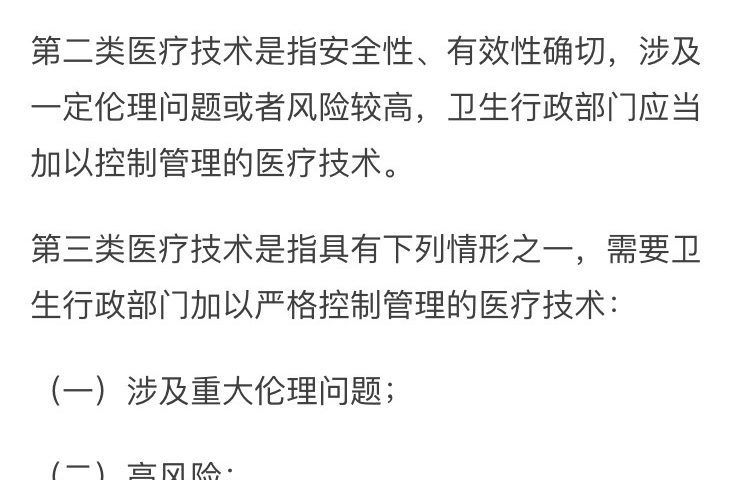 第二类医疗技术是指安全性、有效性确切，涉及
一定伦理问题或者风险较高，卫生行政部门应当
加以控制管理的医疗技术。
第三类医疗技术是指具有下列情形之一，需要卫
生行政部门加以严格控制管理的医疗技术：
（一）涉及重大伦理问题；
（二）高风险；